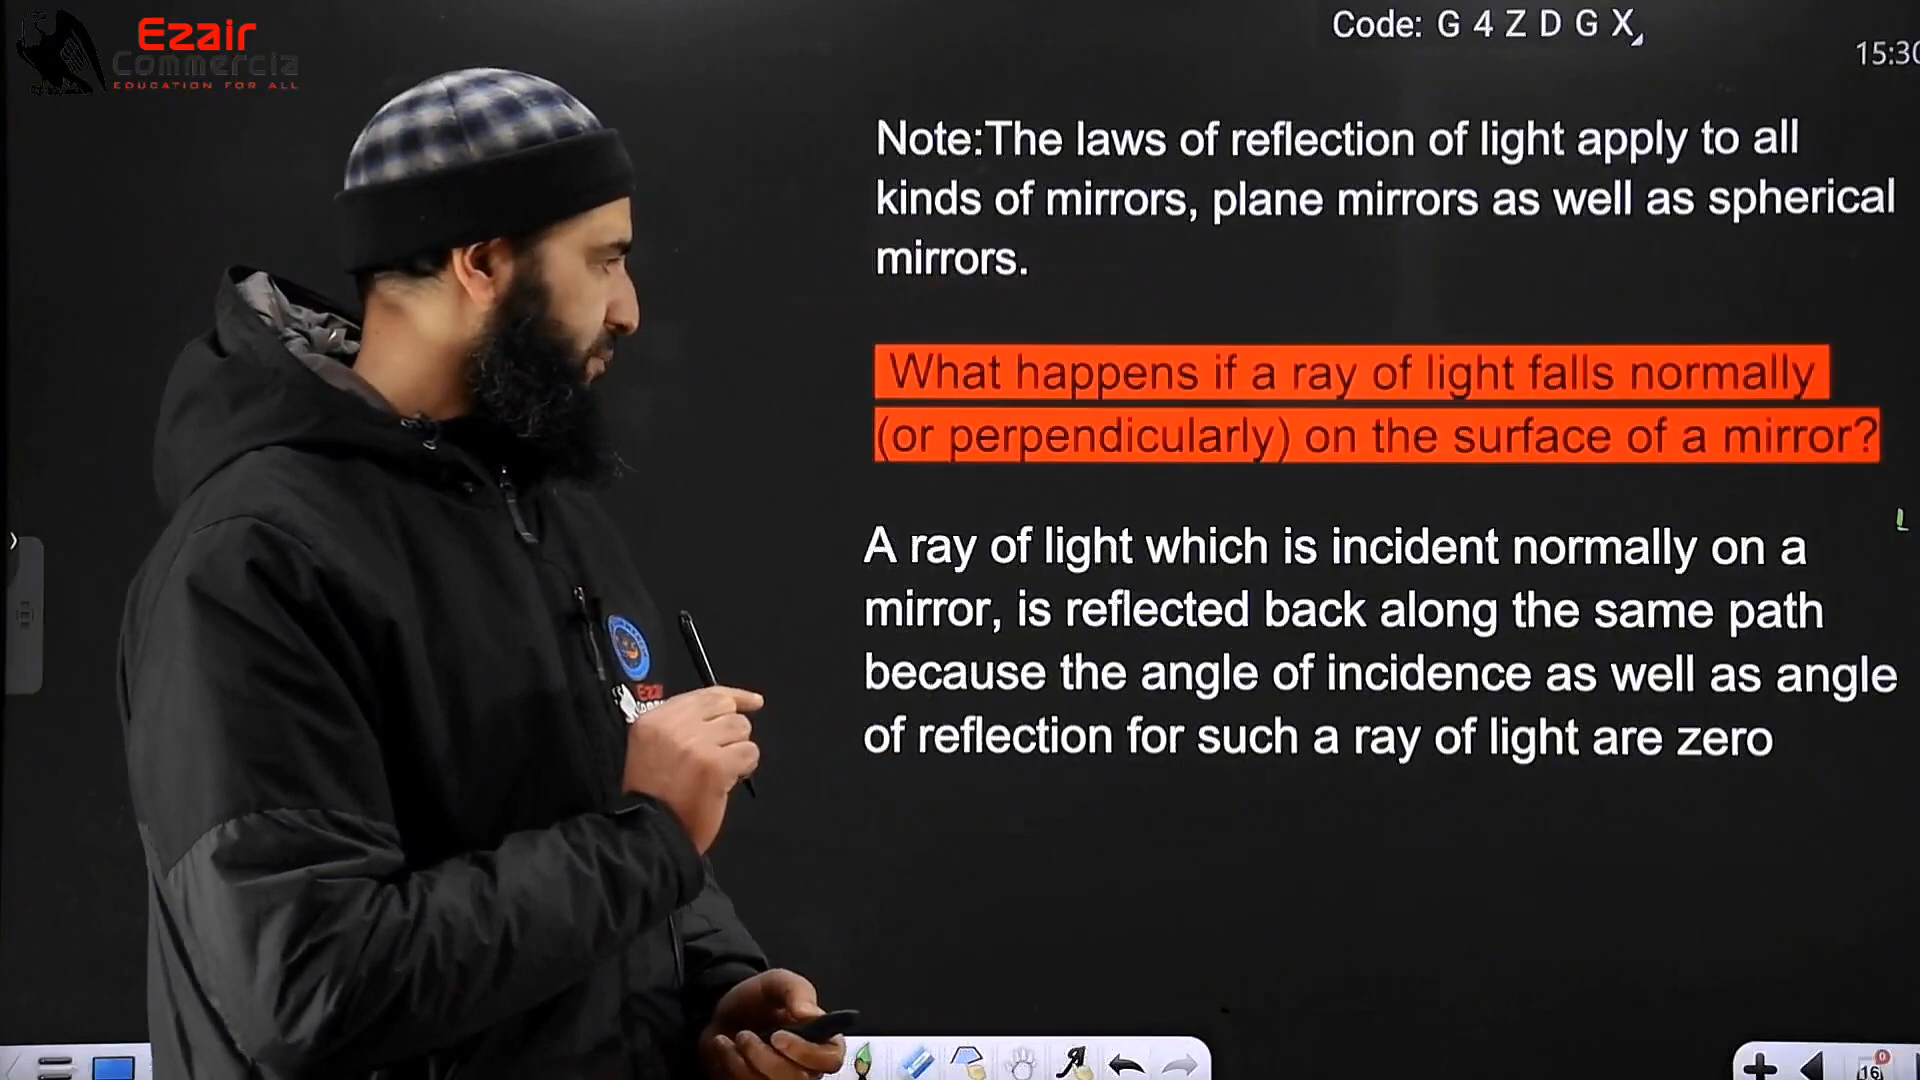 Ezair
Commercia
EDUCATION FOR ALL
Code: G 4 Z D G X
15:30
Note:The laws of reflection of light apply to all
kinds of mirrors, plane mirrors as well as spherical
mirrors.
What happens if a ray of light falls normally
(or perpendicularly) on the surface of a mirror?
A ray of light which is incident normally on a
mirror, is reflected back along the same path
because the angle of incidence as well as angle
of reflection for such a ray of light are zero
Ezair
16
0